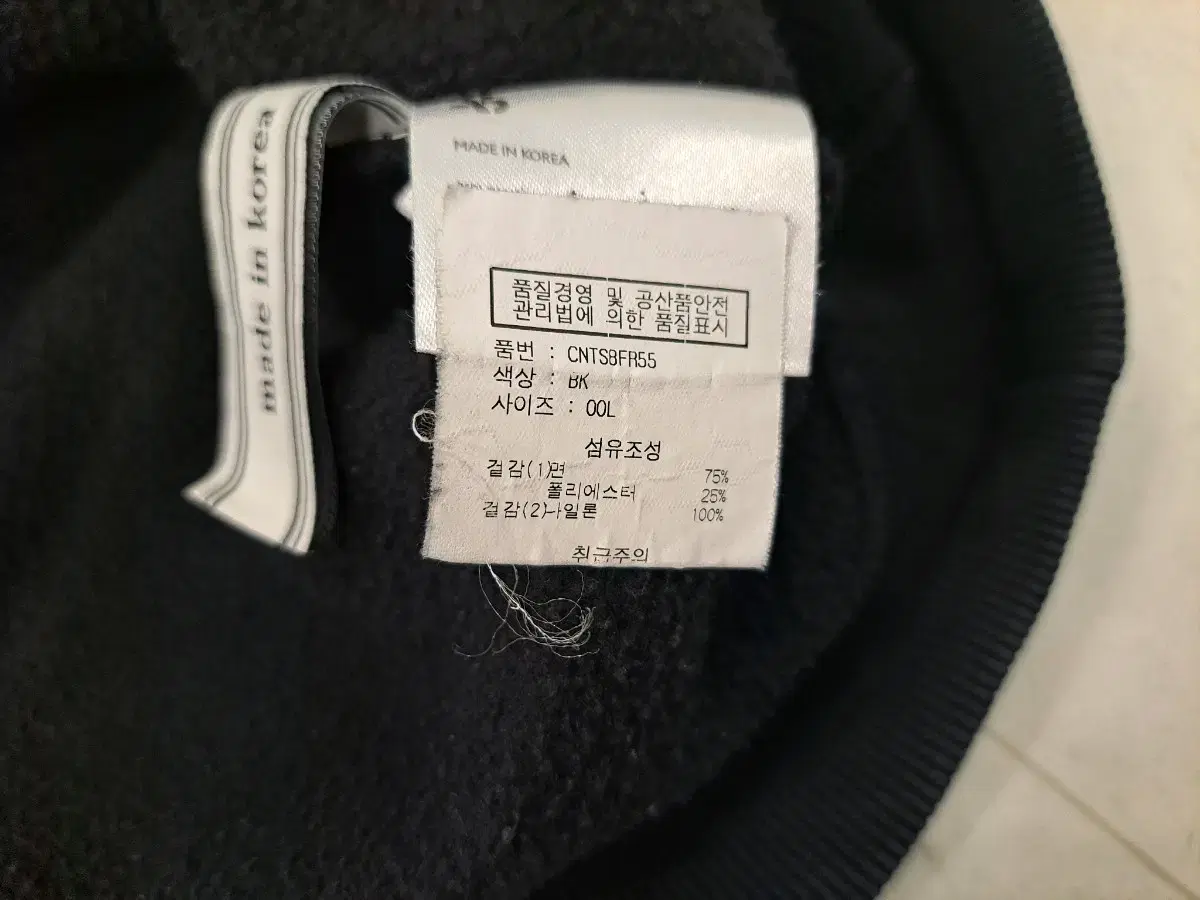 made in korea
MADE IN KOREA
품질경영 및 공산품안전
관리법에 의한 품질표시
품번 : CNTSBFR55
색상 : BK
사이즈 : 00L
섬유조성
겉감(1)면 75%
폴리에스터 25%
겉감(2)나일론 100%
취급주의